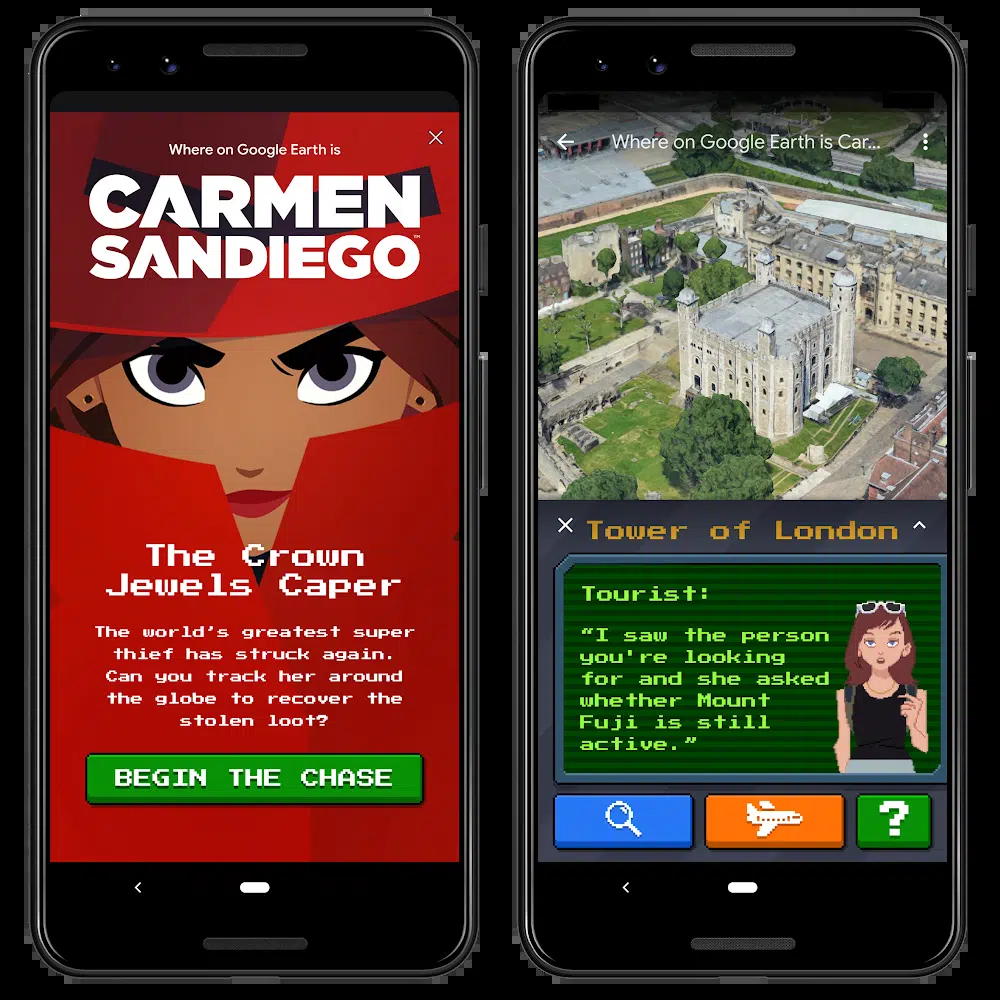 Where on Google Earth is
CARMEN
SANDIEGO™
The Crown
Jewels Caper
The world's greatest super
thief has struck again.
Can you track her around
the globe to recover the
stolen loot?
BEGIN THE CHASE
Where on Google Earth is Car...
Tower of London
Tourist:
“I saw the person
you're looking
for and she asked
whether Mount
Fuji is still
active.”
?